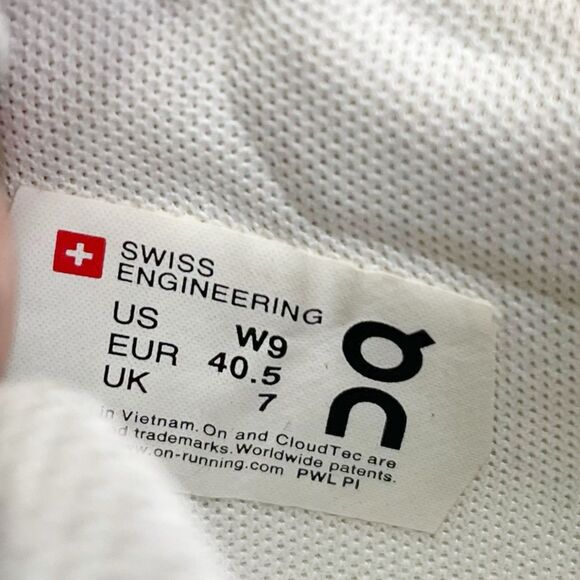 SWISS
ENGINEERING
US W9
EUR 40.5
UK 7
in Vietnam. On and CloudTec are
trademarks. Worldwide patents.
.on-running.com PWL PI
On